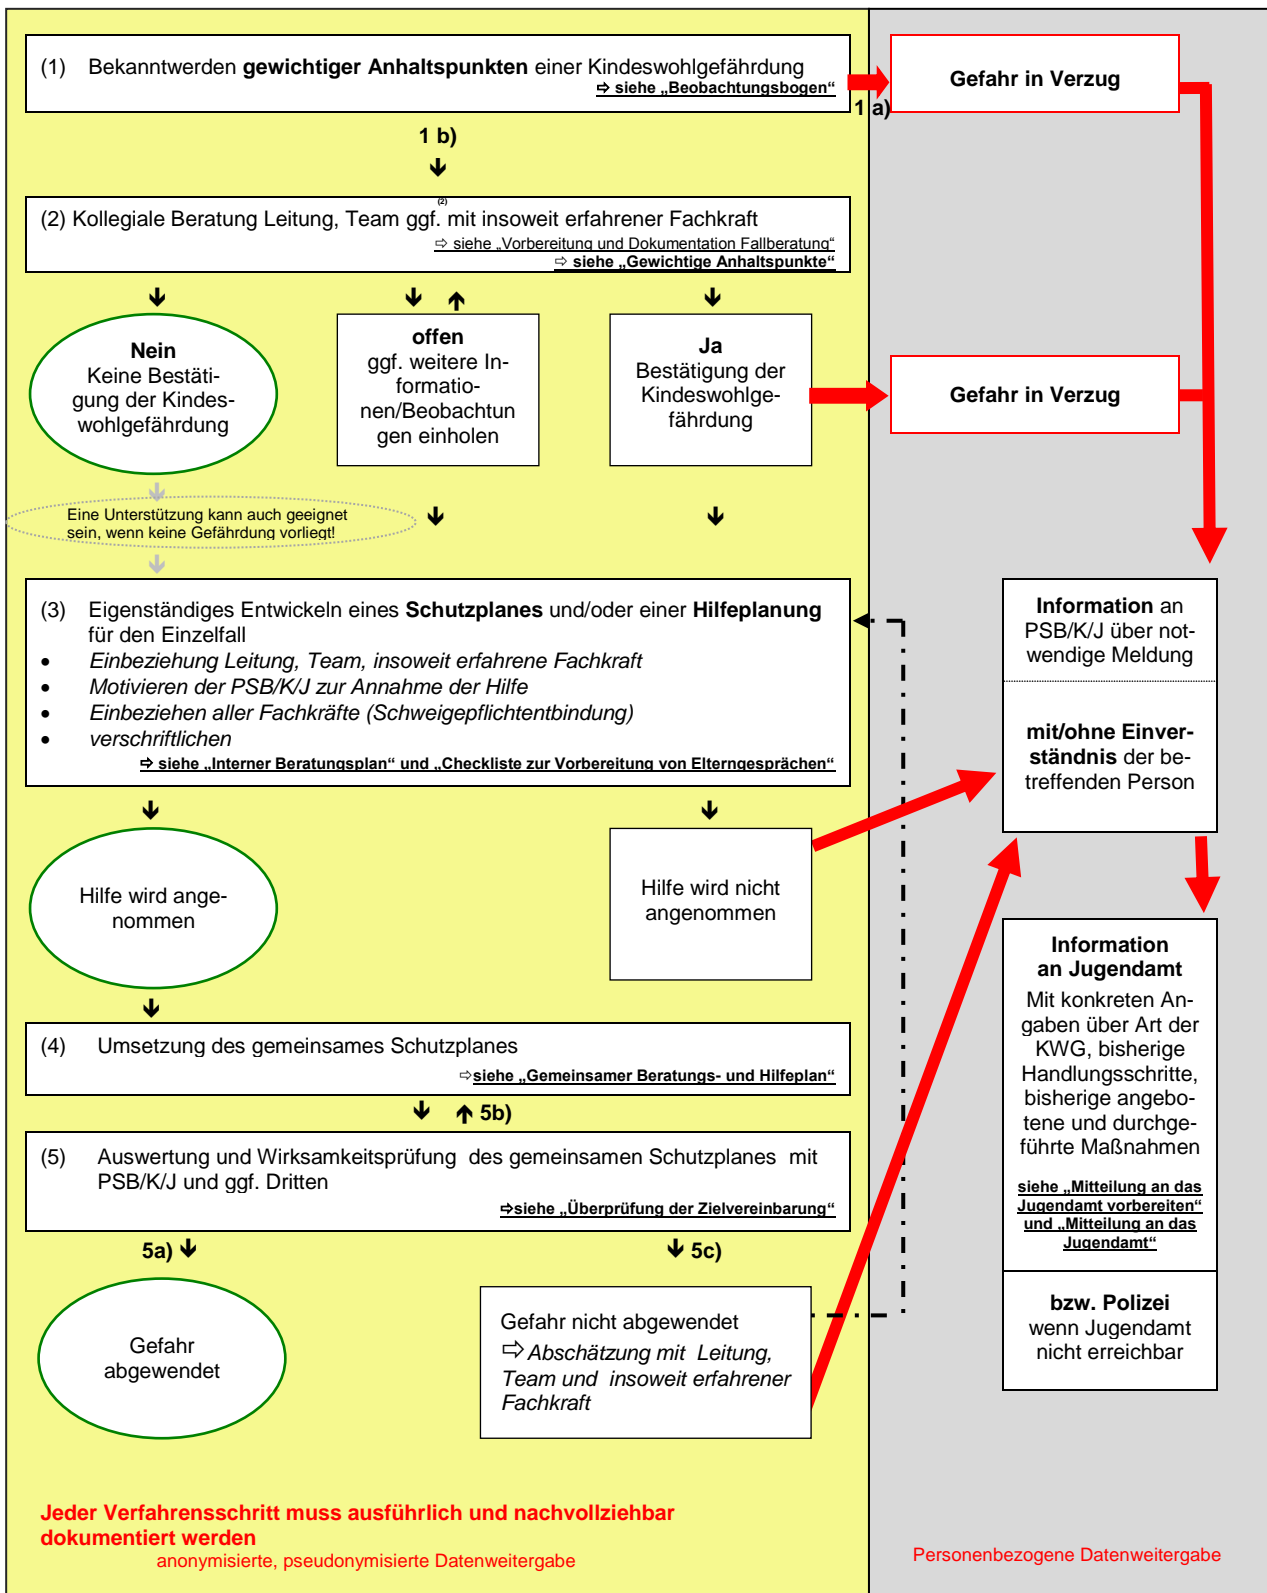 (1) Bekanntwerden gewichtiger Anhaltspunkten einer Kindeswohlgefährdung
⇨ siehe „Beobachtungsbogen“
1 a)
Gefahr in Verzug
1 b)
(2)
(2) Kollegiale Beratung Leitung, Team ggf. mit insoweit erfahrener Fachkraft
⇨ siehe „Vorbereitung und Dokumentation Fallberatung“
⇨ siehe „Gewichtige Anhaltspunkte“
Nein
Keine Bestäti-
gung der Kindes-
wohlgefährdung
offen
ggf. weitere In-
formatio-
nen/Beobachtun
gen einholen
Ja
Bestätigung der
Kindeswohlge-
fährdung
Gefahr in Verzug
Eine Unterstützung kann auch geeignet
sein, wenn keine Gefährdung vorliegt!
(3) Eigenständiges Entwickeln eines Schutzplanes und/oder einer Hilfeplanung
für den Einzelfall
• Einbeziehung Leitung, Team, insoweit erfahrene Fachkraft
• Motivieren der PSB/K/J zur Annahme der Hilfe
• Einbeziehen aller Fachkräfte (Schweigepflichtentbindung)
• verschriftlichen
⇨ siehe „Interner Beratungsplan“ und „Checkliste zur Vorbereitung von Elterngesprächen“
Information an
PSB/K/J über not-
wendige Meldung
mit/ohne Einver-
ständnis der be-
treffenden Person
Hilfe wird ange-
nommen
Hilfe wird nicht
angenommen
(4) Umsetzung des gemeinsames Schutzplanes
⇨siehe „Gemeinsamer Beratungs- und Hilfeplan“
5b)
(5) Auswertung und Wirksamkeitsprüfung des gemeinsamen Schutzplanes mit
PSB/K/J und ggf. Dritten
⇨siehe „Überprüfung der Zielvereinbarung“
5a)
5c)
Gefahr
abgewendet
Gefahr nicht abgewendet
⇨ Abschätzung mit Leitung,
Team und insoweit erfahrener
Fachkraft
Information
an Jugendamt
Mit konkreten An-
gaben über Art der
KWG, bisherige
Handlungsschritte,
bisherige angebo-
tene und durchge-
führte Maßnahmen
siehe „Mitteilung an das
Jugendamt vorbereiten“
und „Mitteilung an das
Jugendamt“
bzw. Polizei
wenn Jugendamt
nicht erreichbar
Jeder Verfahrensschritt muss ausführlich und nachvollziehbar
dokumentiert werden
anonymisierte, pseudonymisierte Datenweitergabe
Personenbezogene Datenweitergabe